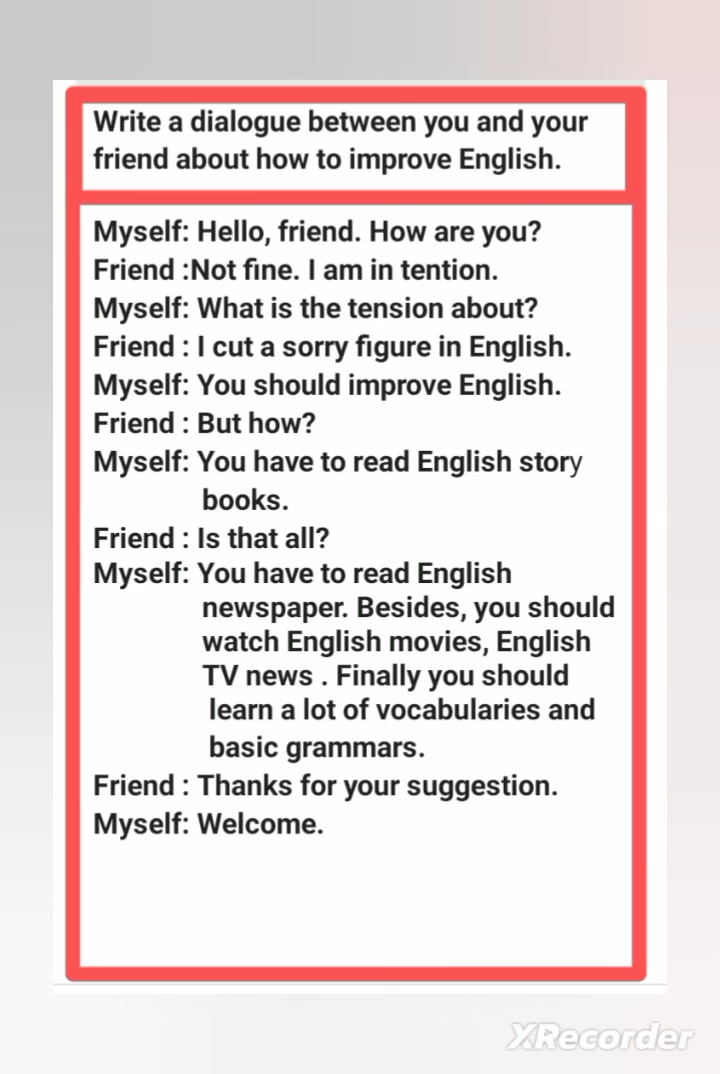 Write a dialogue between you and your
friend about how to improve English.
Myself: Hello, friend. How are you?
Friend :Not fine. I am in tention.
Myself: What is the tension about?
Friend : I cut a sorry figure in English.
Myself: You should improve English.
Friend : But how?
Myself: You have to read English story
books.
Friend : Is that all?
Myself: You have to read English
newspaper. Besides, you should
watch English movies, English
TV news . Finally you should
learn a lot of vocabularies and
basic grammars.
Friend : Thanks for your suggestion.
Myself: Welcome.
XRecorder